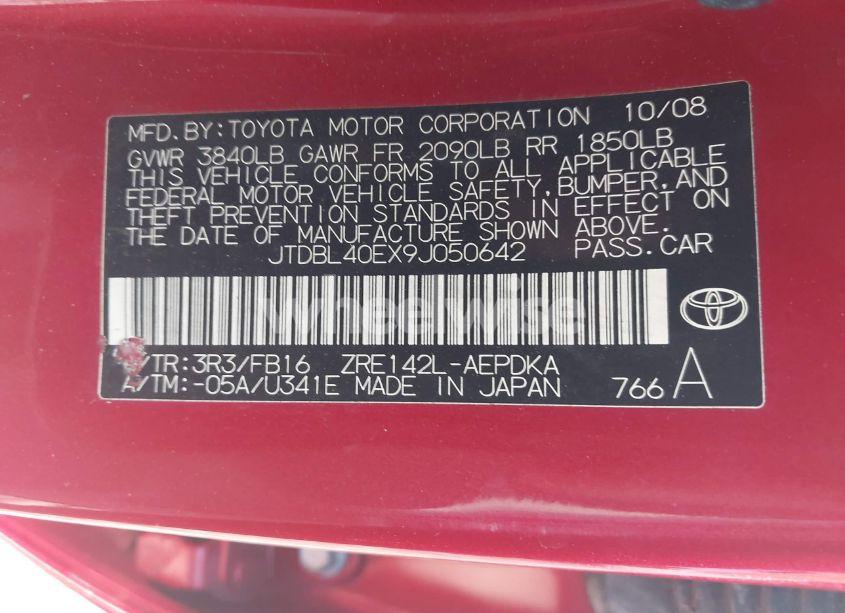 MFD. BY: TOYOTA MOTOR CORPORATION 10/08
GVWR 3840LB GAWR FR 2090LB RR 1850LB
THIS VEHICLE CONFORMS TO ALL APPLICABLE
FEDERAL MOTOR VEHICLE SAFETY, BUMPER, AND
THEFT PREVENTION STANDARDS IN EFFECT ON
THE DATE OF MANUFACTURE SHOWN ABOVE.
JTDBL40EX9J050642 PASS.CAR
wheelwise
/TR: 3R3/FB16 ZRE142L-AEPDKA
A/TM: -05A/U341E MADE IN JAPAN 766 A